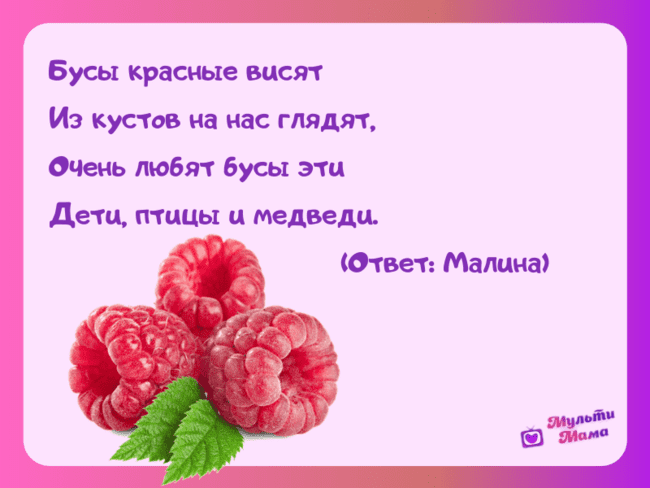 Бусы красные висят
Из кустов на нас глядят,
Очень любят бусы эти
Дети, птицы и медведи.
(Ответ: Малина)
Мульти
Мама